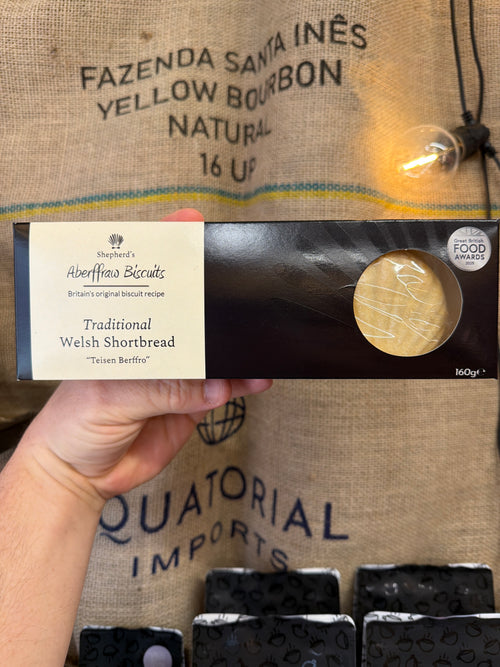 FAZENDA SANTA INÊS
YELLOW BOURBON
NATURAL
16 UP
Shepherd's
Aberffraw Biscuits
Britain's original biscuit recipe
Traditional
Welsh Shortbread
"Teisen Berffro"
Great British
FOOD
AWARDS
160g℮
QUATORIAL
IMPORTS